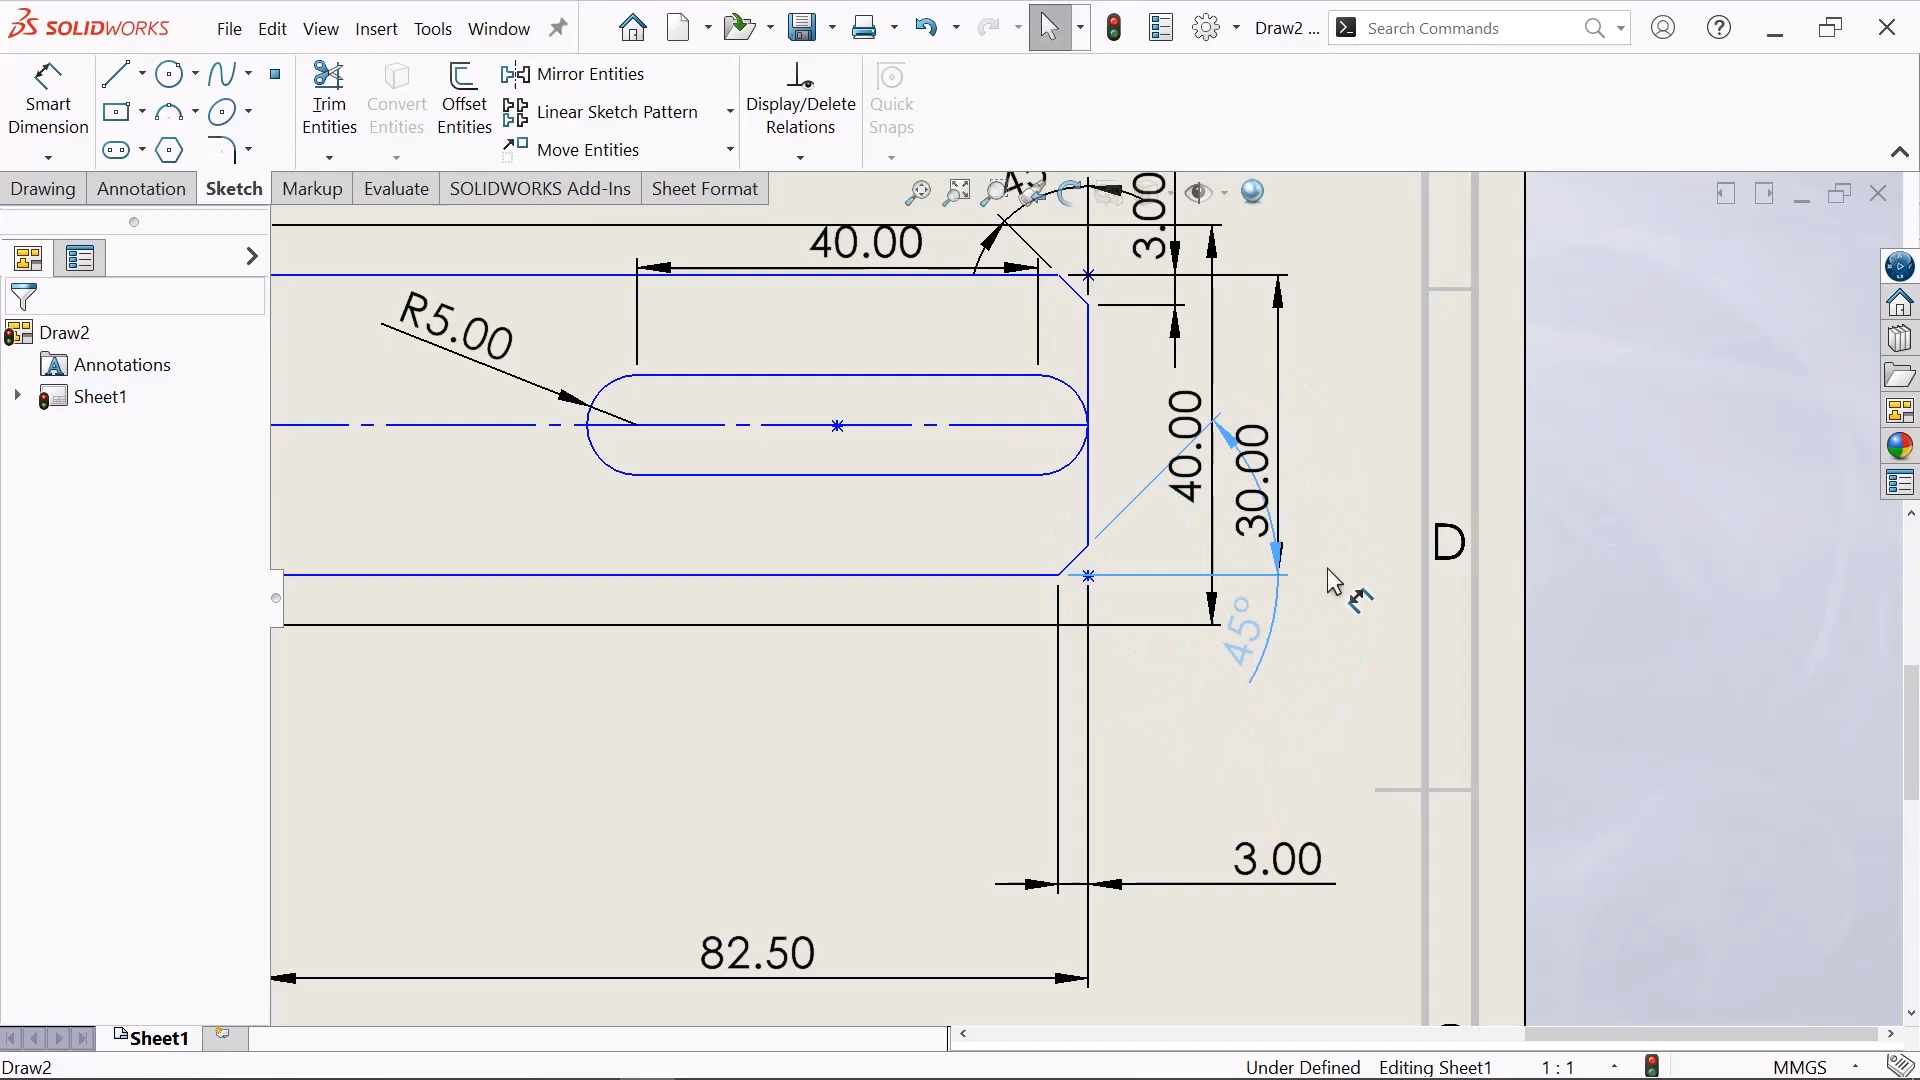 SOLIDWORKS File Edit View Insert Tools Window Draw2 ... Search Commands
Smart Dimension
Trim Entities
Convert Entities
Offset Entities
Mirror Entities
Linear Sketch Pattern
Move Entities
Display/Delete Relations
Quick Snaps
Drawing Annotation Sketch Markup Evaluate SOLIDWORKS Add-Ins Sheet Format
Draw2
Annotations
Sheet1
40.00
3.00
R5.00
40.00
30.00
45°
D
3.00
82.50
Sheet1
Draw2 Under Defined Editing Sheet1 1 : 1 MMGS